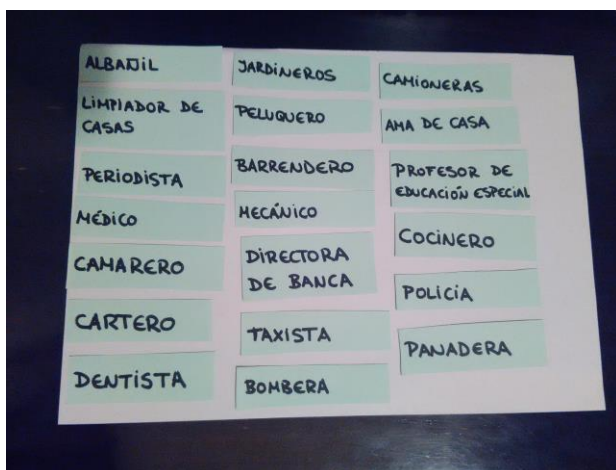 ALBAÑIL
LIMPIADOR DE
CASAS
PERIODISTA
MÉDICO
CAMARERO
CARTERO
DENTISTA
JARDINEROS
PELUQUERO
BARRENDERO
MECÁNICO
DIRECTORA
DE BANCA
TAXISTA
BOMBERA
CAMIONERAS
AMA DE CASA
PROFESOR DE
EDUCACIÓN ESPECIAL
COCINERO
POLICÍA
PANADERA